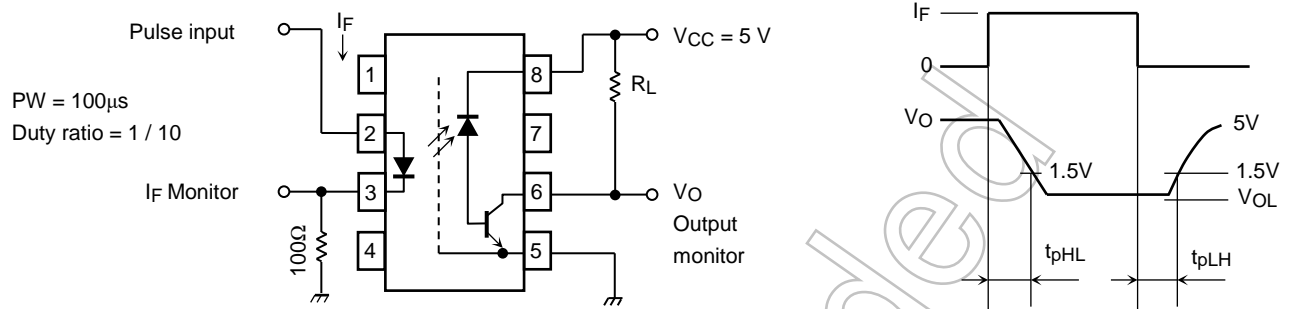 Pulse input
IF
VCC = 5 V
PW = 100μs
Duty ratio = 1 / 10
RL
1
2
3
4
8
7
6
5
IF Monitor
100Ω
VO
Output
monitor
IF
0
VO
5V
1.5V
1.5V
VOL
tpHL
tpLH
ded